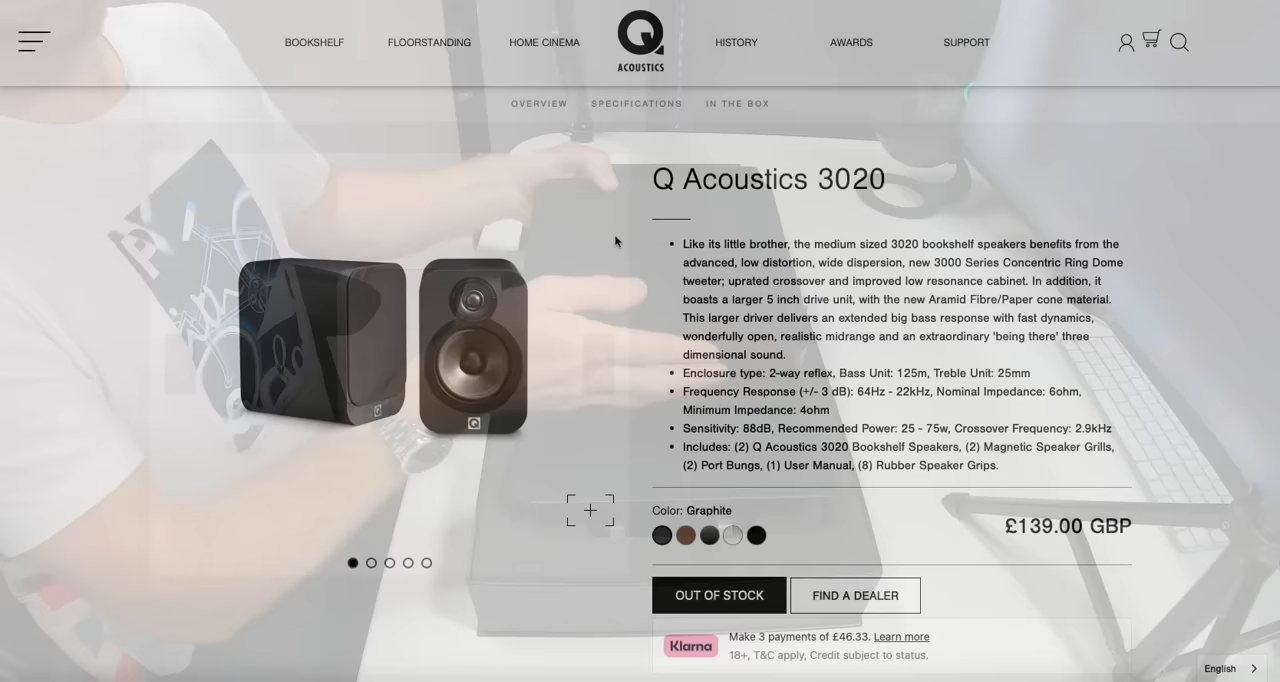 BOOKSHELF FLOORSTANDING HOME CINEMA Q ACOUSTICS HISTORY AWARDS SUPPORT
OVERVIEW SPECIFICATIONS IN THE BOX
Q Acoustics 3020
Like its little brother, the medium sized 3020 bookshelf speakers benefits from the
advanced, low distortion, wide dispersion, new 3000 Series Concentric Ring Dome
tweeter; uprated crossover and improved low resonance cabinet. In addition, it
boasts a larger 5 inch drive unit, with the new Aramid Fibre/Paper cone material.
This larger driver delivers an extended big bass response with fast dynamics,
wonderfully open, realistic midrange and an extraordinary 'being there' three
dimensional sound.
Enclosure type: 2-way reflex, Bass Unit: 125m, Treble Unit: 25mm
Frequency Response (+/- 3 dB): 64Hz - 22kHz, Nominal Impedance: 6ohm,
Minimum Impedance: 4ohm
Sensitivity: 88dB, Recommended Power: 25 - 75w, Crossover Frequency: 2.9kHz
Includes: (2) Q Acoustics 3020 Bookshelf Speakers, (2) Magnetic Speaker Grills,
(2) Port Bungs, (1) User Manual, (8) Rubber Speaker Grips.
Color: Graphite
£139.00 GBP
OUT OF STOCK FIND A DEALER
Klarna Make 3 payments of £46.33. Learn more
18+, T&C apply, Credit subject to status.
English